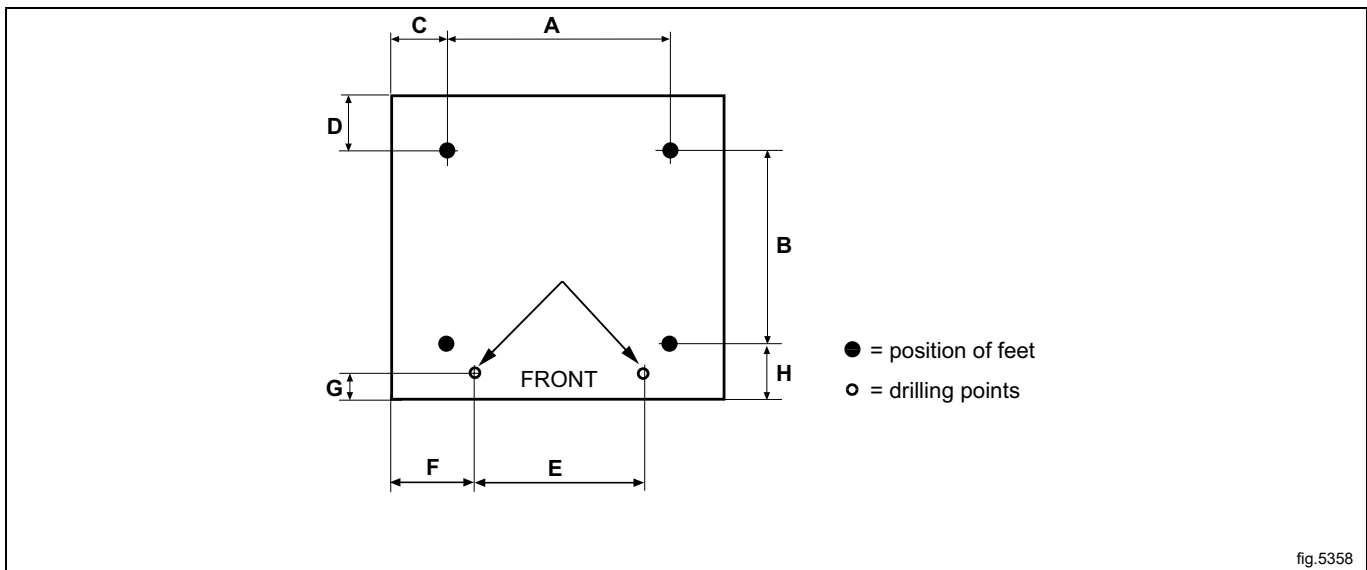 C
A
D
B
● = position of feet
G
FRONT
H
○ = drilling points
F
E
fig.5358